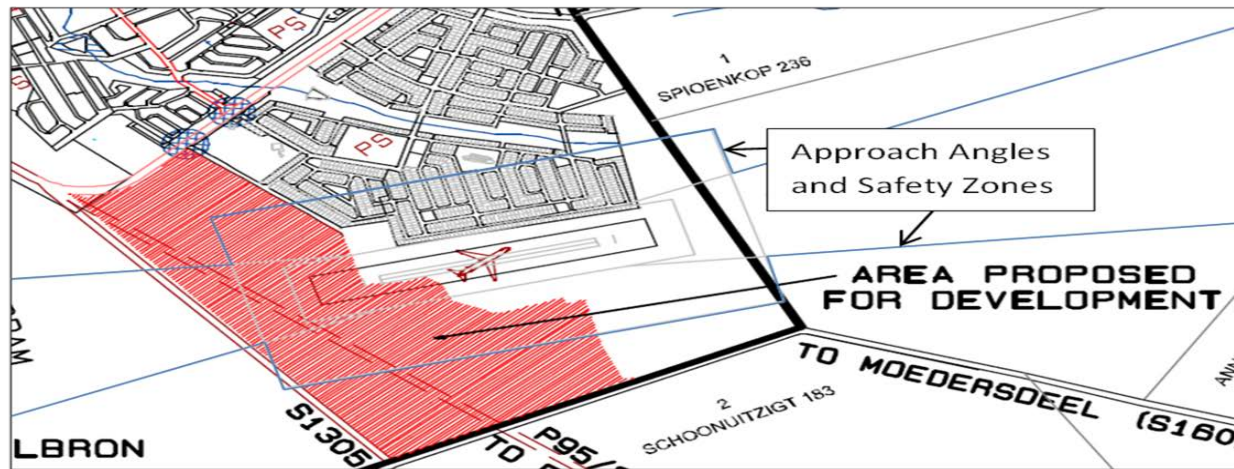 PS
PS
PS
1
SPIOENKOP 236
Approach Angles
and Safety Zones
AREA PROPOSED
FOR DEVELOPMENT
TO MOEDERSDEEL (S160
2
SCHOONUITZIGT 183
LBRON
S1305
TO
P95/